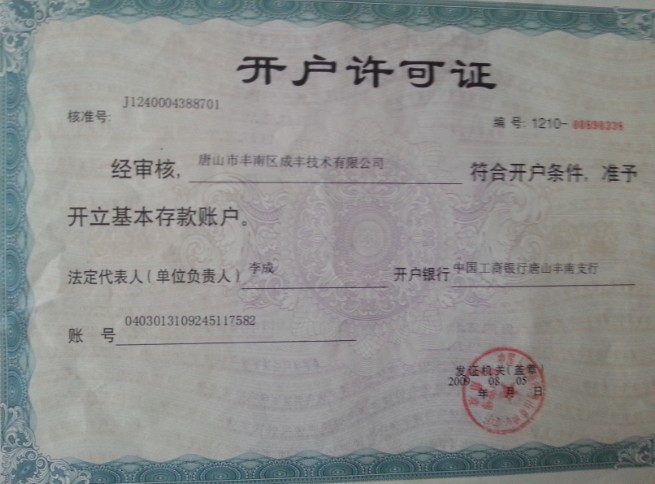 开户许可证
核准号: J1240004388701
编号: 1210-
经审核, 唐山市丰南区成丰技术有限公司 符合开户条件, 准予
开立基本存款账户。
法定代表人(单位负责人) 李成 开户银行 中国工商银行唐山丰南支行
账 号 0403013109245117582
发证机关(盖章)
2009 年 08 月 05 日